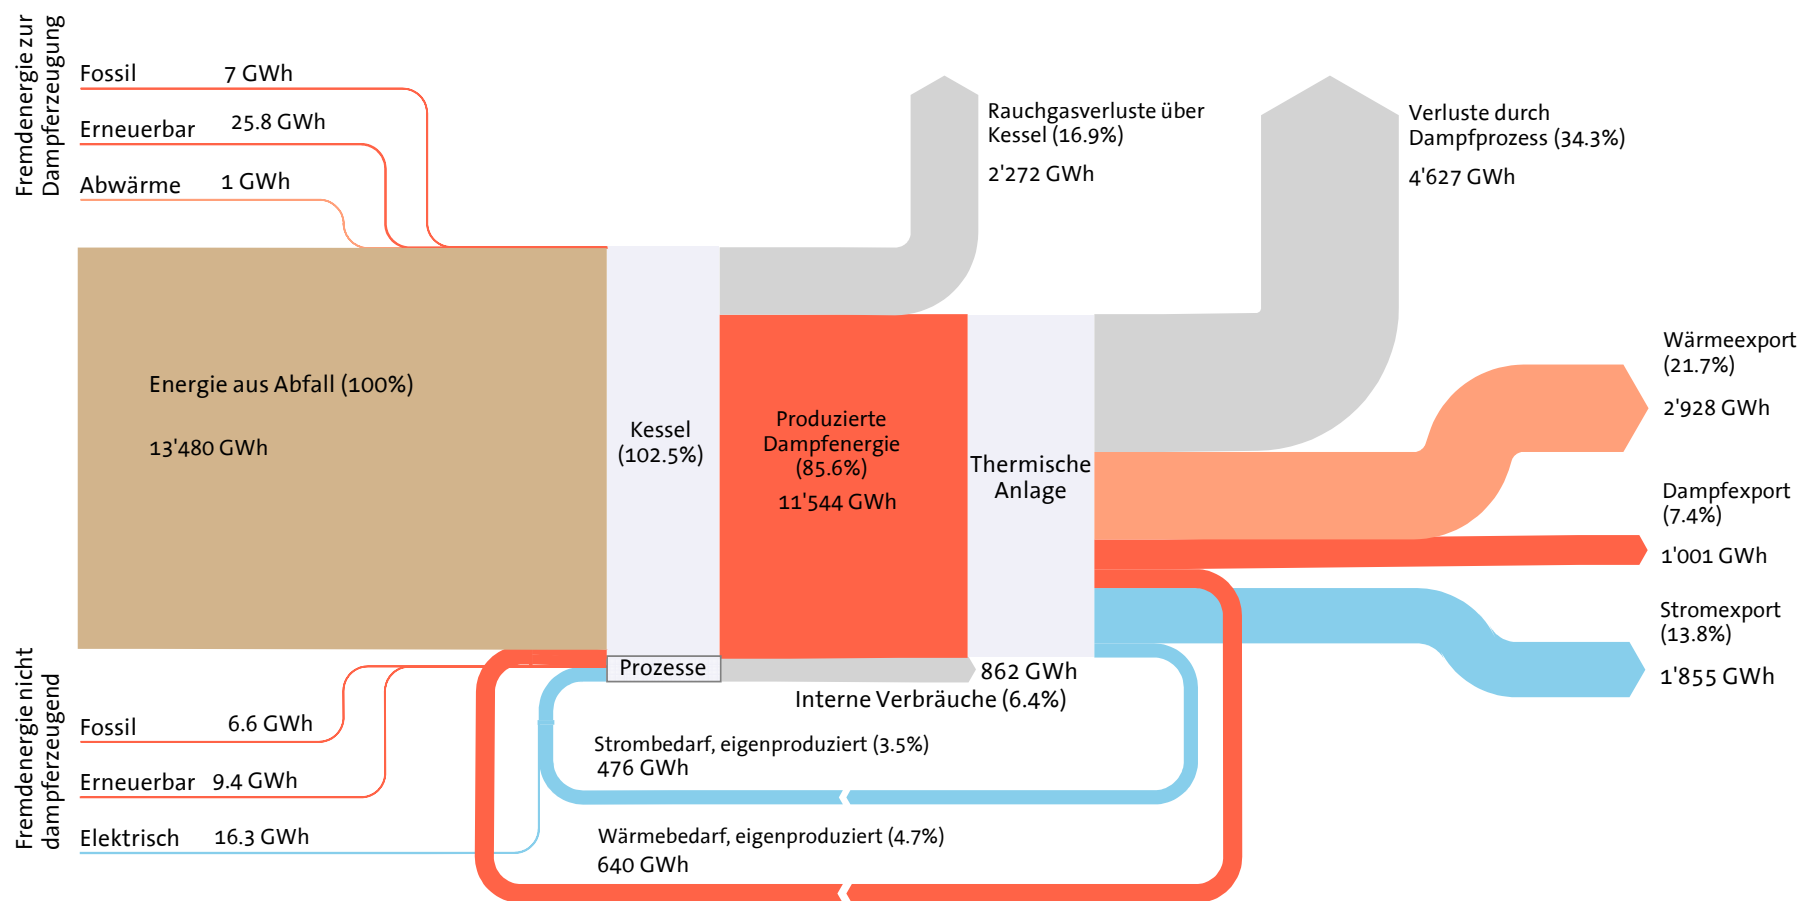 Fremdenergie zur
Dampferzeugung
Fossil
7 GWh
Erneuerbar
25.8 GWh
Abwärme
1 GWh
Energie aus Abfall (100%)
13'480 GWh
Kessel
(102.5%)
Rauchgasverluste über
Kessel (16.9%)
2'272 GWh
Produzierte
Dampfenergie
(85.6%)
11'544 GWh
Thermische
Anlage
Verluste durch
Dampfprozess (34.3%)
4'627 GWh
Wärmeexport
(21.7%)
2'928 GWh
Dampfexport
(7.4%)
1'001 GWh
Stromexport
(13.8%)
1'855 GWh
Prozesse
862 GWh
Interne Verbräuche (6.4%)
Fremdenergie nicht
dampferzeugend
Fossil
6.6 GWh
Erneuerbar
9.4 GWh
Elektrisch
16.3 GWh
Strombedarf, eigenproduziert (3.5%)
476 GWh
Wärmebedarf, eigenproduziert (4.7%)
640 GWh